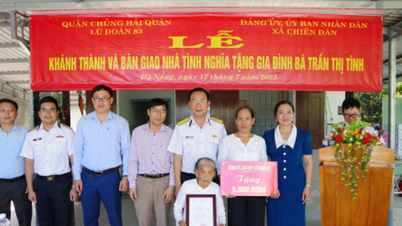 QUÂN CHỦNG HẢI QUÂN
LỮ ĐOÀN 83
ĐẢNG ỦY, ỦY BAN NHÂN DÂN
XÃ CHIÊN ĐÀN
LỄ
KHÁNH THÀNH VÀ BÀN GIAO NHÀ TÌNH NGHĨA TẶNG GIA ĐÌNH BÀ TRẦN THỊ TÌNH
Đà Nẵng, ngày 17 tháng 7 năm 2025
Tặng
5.000.000đ